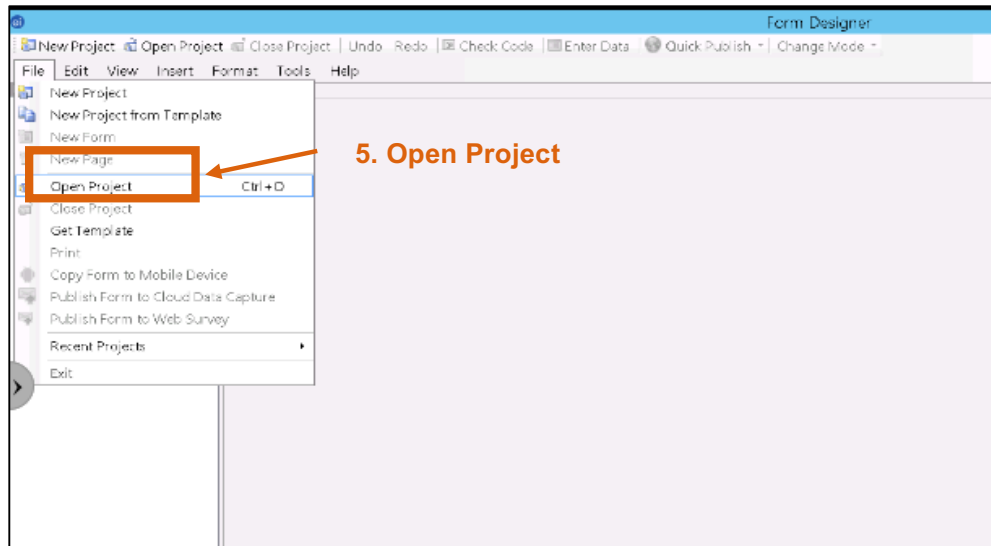 Form Designer
New Project Open Project Close Project Undo Redo Check Code Enter Data Quick Publish Change Mode
File Edit View Insert Format Tools Help
New Project
New Project from Template
New Form
New Page
5. Open Project
Open Project Ctrl+O
Close Project
Get Template
Print
Copy Form to Mobile Device
Publish Form to Cloud Data Capture
Publish Form to Web Survey
Recent Projects
Exit